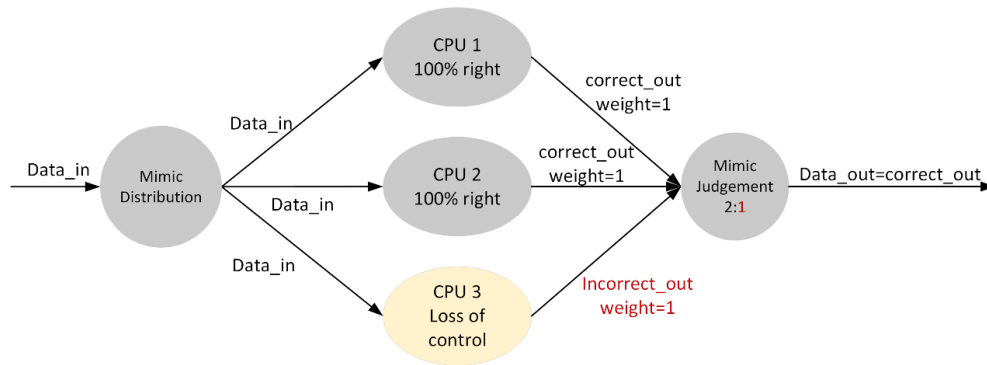 Data_in
Mimic
Distribution
Data_in
Data_in
Data_in
CPU 1
100% right
CPU 2
100% right
CPU 3
Loss of
control
correct_out
weight=1
correct_out
weight=1
Incorrect_out
weight=1
Mimic
Judgement
2:1
Data_out=correct_out